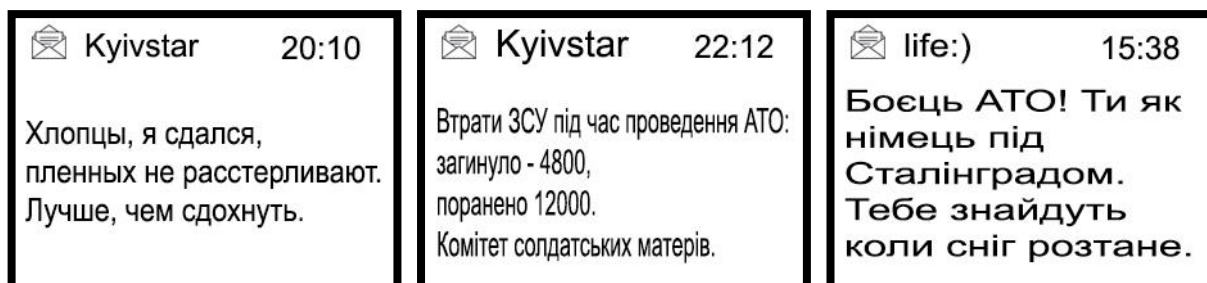 Kyivstar 20:10
Хлопцы, я сдался,
пленных не расстерливают.
Лучше, чем сдохнуть.
Kyivstar 22:12
Втрати ЗСУ під час проведення АТО:
загинуло - 4800,
поранено 12000.
Комітет солдатських матерів.
life:) 15:38
Боєць АТО! Ти як
німець під
Сталінградом.
Тебе знайдуть
коли сніг розтане.